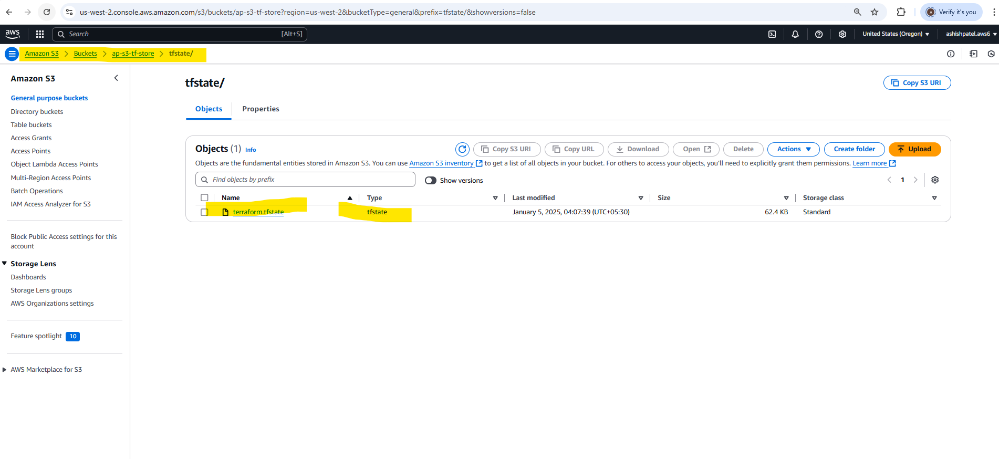 us-west-2.console.aws.amazon.com/s3/buckets/ap-s3-tf-store?region=us-west-2&bucketType=general&prefix=tfstate/&showversions=false
Verify it's you
aws
Search
[Alt+S]
United States (Oregon)
ashishpatel.aws6
Amazon S3
Buckets
ap-s3-tf-store
tfstate/
Amazon S3
General purpose buckets
Directory buckets
Table buckets
Access Grants
Access Points
Object Lambda Access Points
Multi-Region Access Points
Batch Operations
IAM Access Analyzer for S3
Block Public Access settings for this
account
Storage Lens
Dashboards
Storage Lens groups
AWS Organizations settings
Feature spotlight 10
AWS Marketplace for S3
tfstate/
Copy S3 URI
Objects
Properties
Objects (1) Info
Copy S3 URI
Copy URL
Download
Open
Delete
Actions
Create folder
Upload
Objects are the fundamental entities stored in Amazon S3. You can use Amazon S3 inventory to get a list of all objects in your bucket. For others to access your objects, you'll need to explicitly grant them permissions. Learn more
Find objects by prefix
Show versions
1
Name
Type
Last modified
Size
Storage class
terraform.tfstate
tfstate
January 5, 2025, 04:07:39 (UTC+05:30)
62.4 KB
Standard